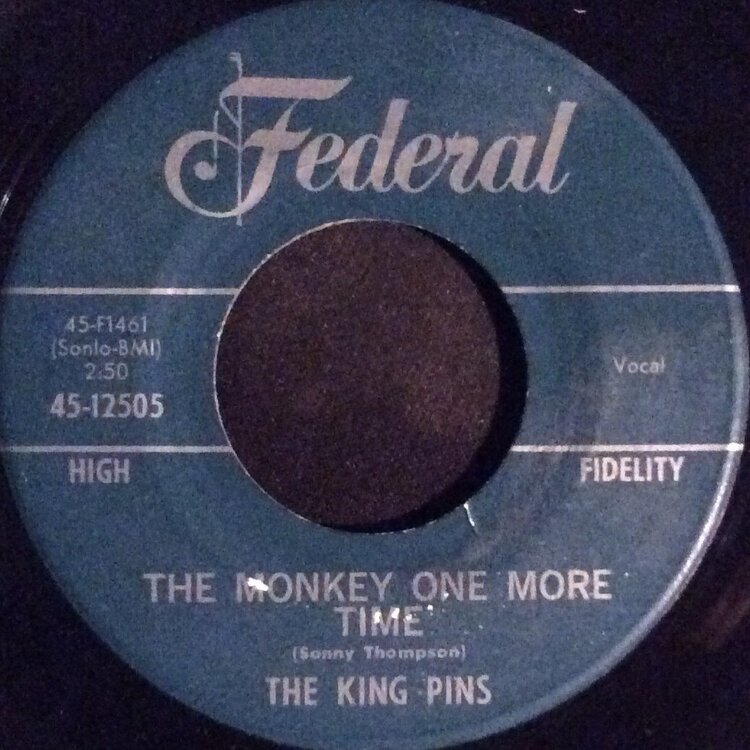 Federal
45-F1461
(Sonlo-BMI)
2:50
45-12505
Vocal
HIGH
FIDELITY
THE MONKEY ONE MORE
TIME
(Sonny Thompson)
THE KING PINS